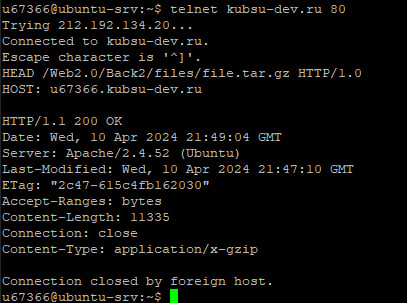 u67366@ubuntu-srv:~$ telnet kubsu-dev.ru 80
Trying 212.192.134.20...
Connected to kubsu-dev.ru.
Escape character is '^]'.
HEAD /Web2.0/Back2/files/file.tar.gz HTTP/1.0
HOST: u67366.kubsu-dev.ru

HTTP/1.1 200 OK
Date: Wed, 10 Apr 2024 21:49:04 GMT
Server: Apache/2.4.52 (Ubuntu)
Last-Modified: Wed, 10 Apr 2024 21:47:10 GMT
ETag: "2c47-615c4fb162030"
Accept-Ranges: bytes
Content-Length: 11335
Connection: close
Content-Type: application/x-gzip

Connection closed by foreign host.
u67366@ubuntu-srv:~$